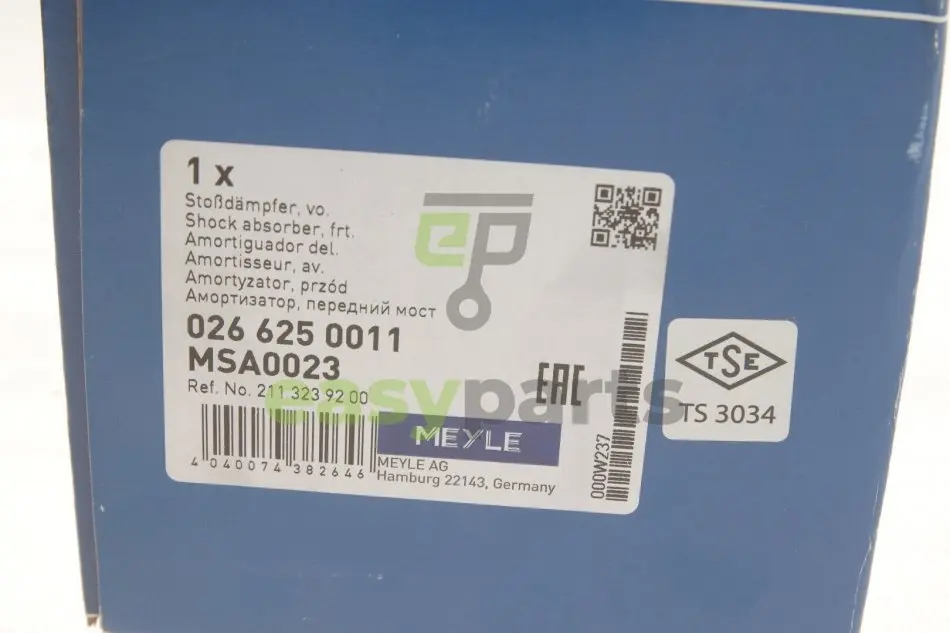 1 x
Stoßdämpfer, vo.
Shock absorber, frt.
Amortiguador del.
Amortisseur, av.
Amortyzator, przód
Амортизатор, передний мост
026 625 0011
MSA0023
Ref. No. 211 323 92 00
4 040074 382646
MEYLE
MEYLE AG
Hamburg 22143, Germany
EAC
000W237
TSE
TS 3034
ep
easyparts